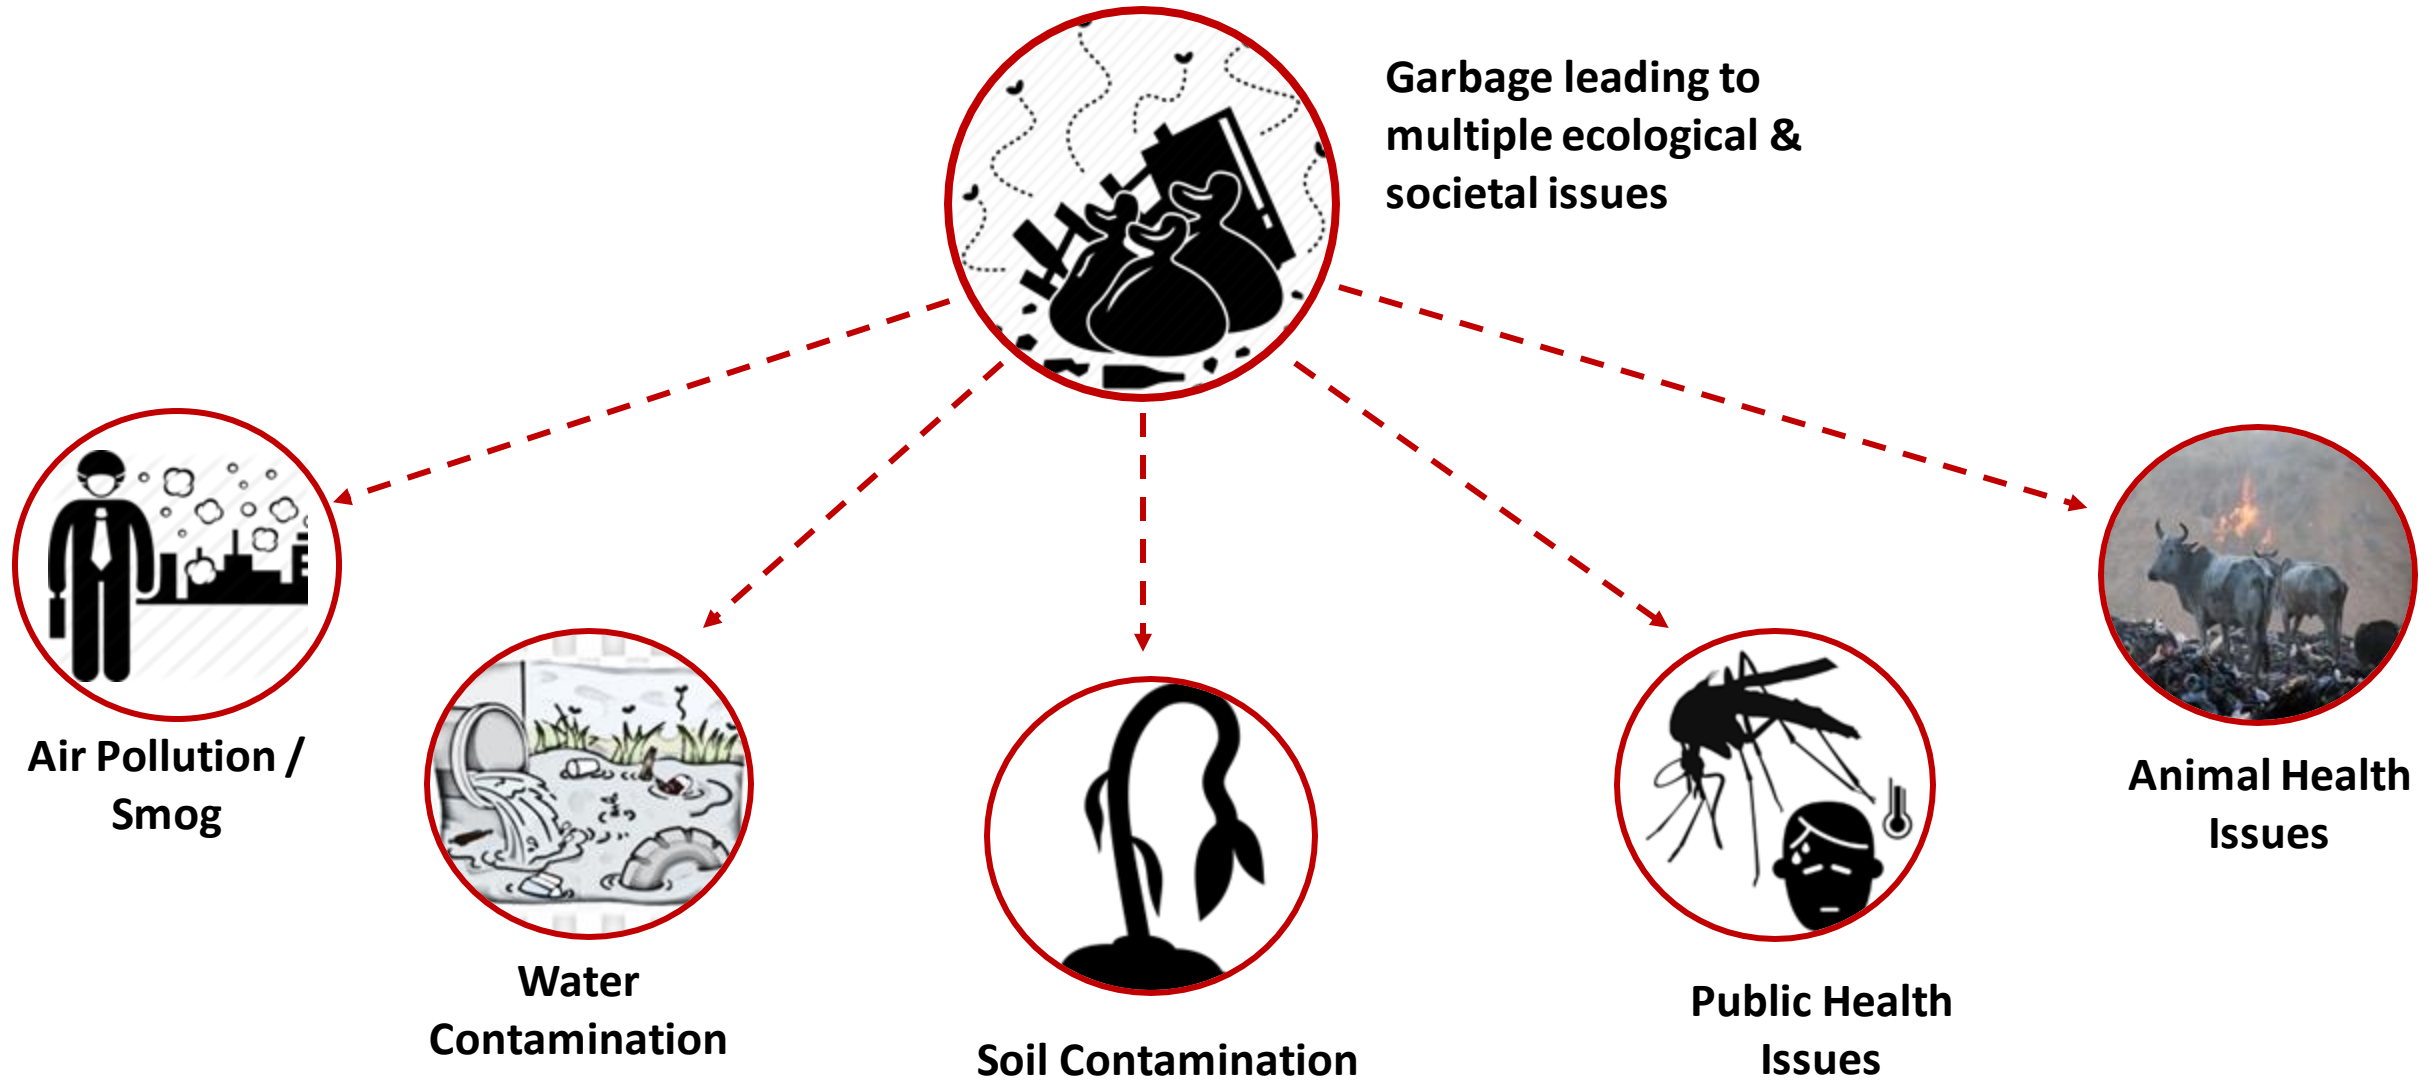 Garbage leading to
multiple ecological &
societal issues
Air Pollution /
Smog
Water
Contamination
Soil Contamination
Public Health
Issues
Animal Health
Issues